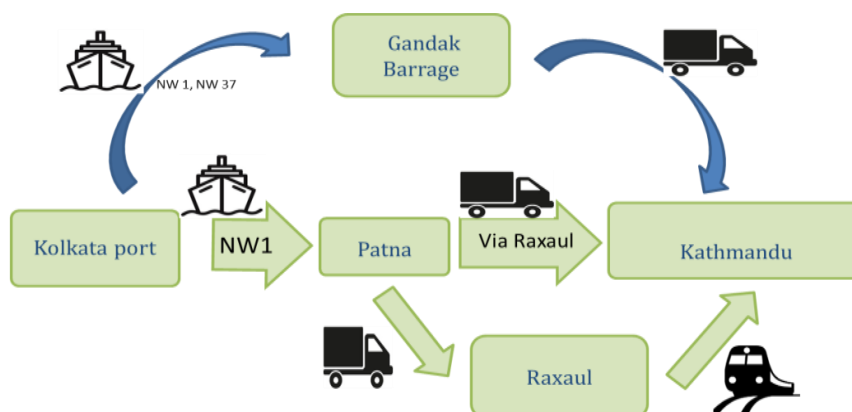 Gandak
Barrage
NW 1, NW 37
Kolkata port
NW1
Patna
Via Raxaul
Kathmandu
Raxaul